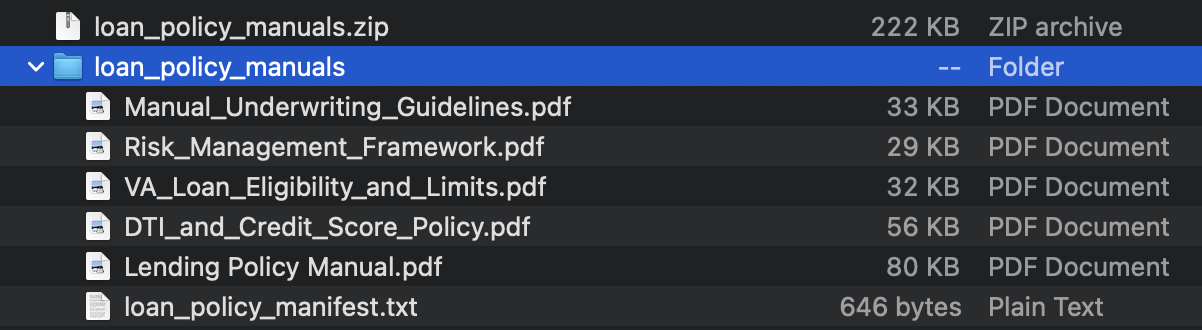 loan_policy_manuals.zip 222 KB ZIP archive
loan_policy_manuals -- Folder
Manual_Underwriting_Guidelines.pdf 33 KB PDF Document
Risk_Management_Framework.pdf 29 KB PDF Document
VA_Loan_Eligibility_and_Limits.pdf 32 KB PDF Document
DTI_and_Credit_Score_Policy.pdf 56 KB PDF Document
Lending Policy Manual.pdf 80 KB PDF Document
loan_policy_manifest.txt 646 bytes Plain Text